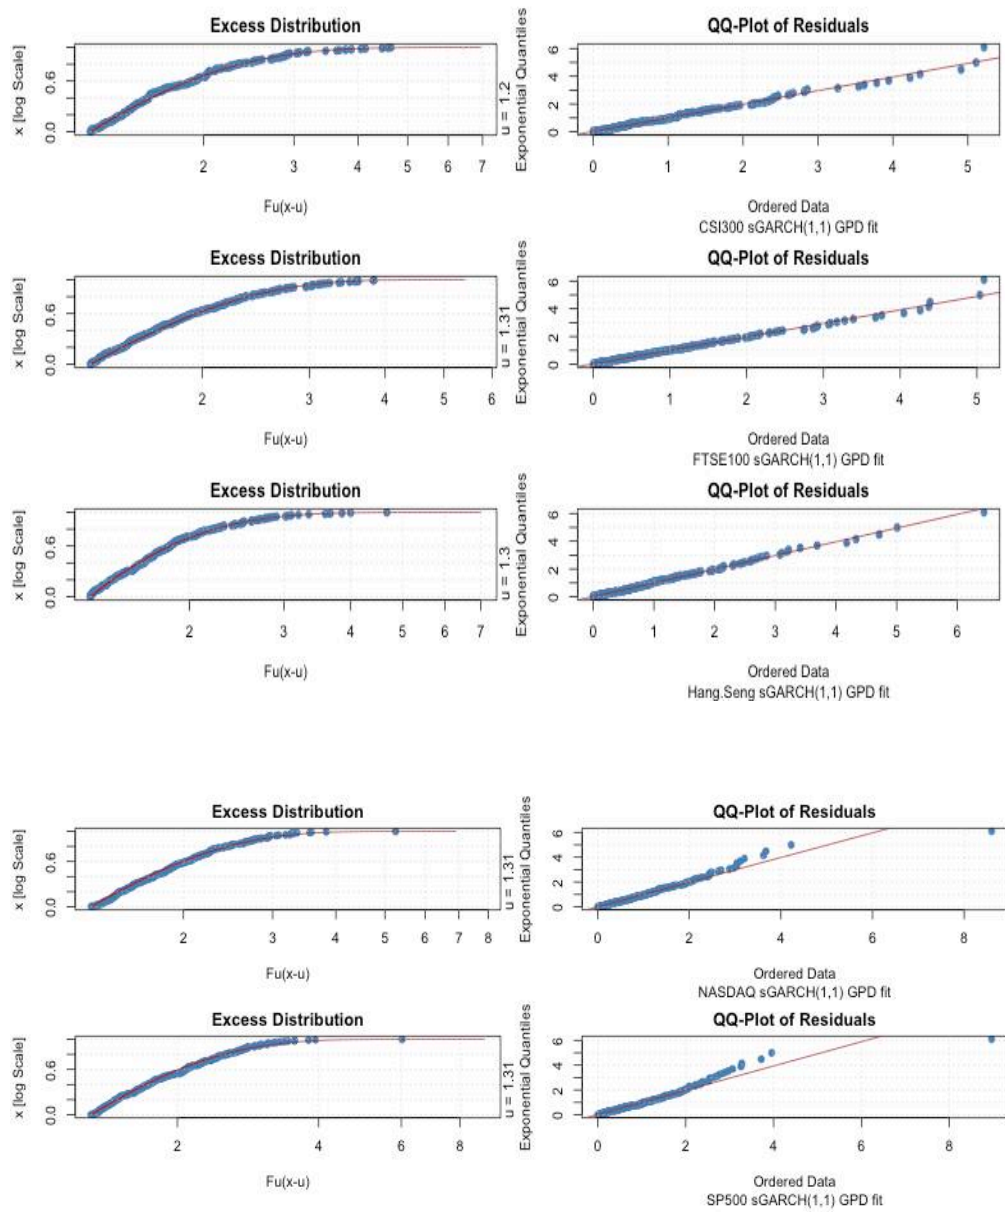 Excess Distribution
x [log Scale]
0.0 0.6
2 3 4 5 6 7
Fu(x-u)
u = 1.2
QQ-Plot of Residuals
Exponential Quantiles
0 2 4 6
0 1 2 3 4 5
Ordered Data
CSI300 sGARCH(1,1) GPD fit
Excess Distribution
x [log Scale]
0.0 0.6
2 3 4 5 6
Fu(x-u)
u = 1.31
QQ-Plot of Residuals
Exponential Quantiles
0 2 4 6
0 1 2 3 4 5
Ordered Data
FTSE100 sGARCH(1,1) GPD fit
Excess Distribution
x [log Scale]
0.0 0.6
2 3 4 5 6 7
Fu(x-u)
u = 1.3
QQ-Plot of Residuals
Exponential Quantiles
0 2 4 6
0 1 2 3 4 5 6
Ordered Data
Hang.Seng sGARCH(1,1) GPD fit
Excess Distribution
x [log Scale]
0.0 0.6
2 3 4 5 6 7 8
Fu(x-u)
u = 1.31
QQ-Plot of Residuals
Exponential Quantiles
0 2 4 6
0 2 4 6 8
Ordered Data
NASDAQ sGARCH(1,1) GPD fit
Excess Distribution
x [log Scale]
0.0 0.6
2 4 6 8
Fu(x-u)
u = 1.31
QQ-Plot of Residuals
Exponential Quantiles
0 2 4 6
0 2 4 6 8
Ordered Data
SP500 sGARCH(1,1) GPD fit